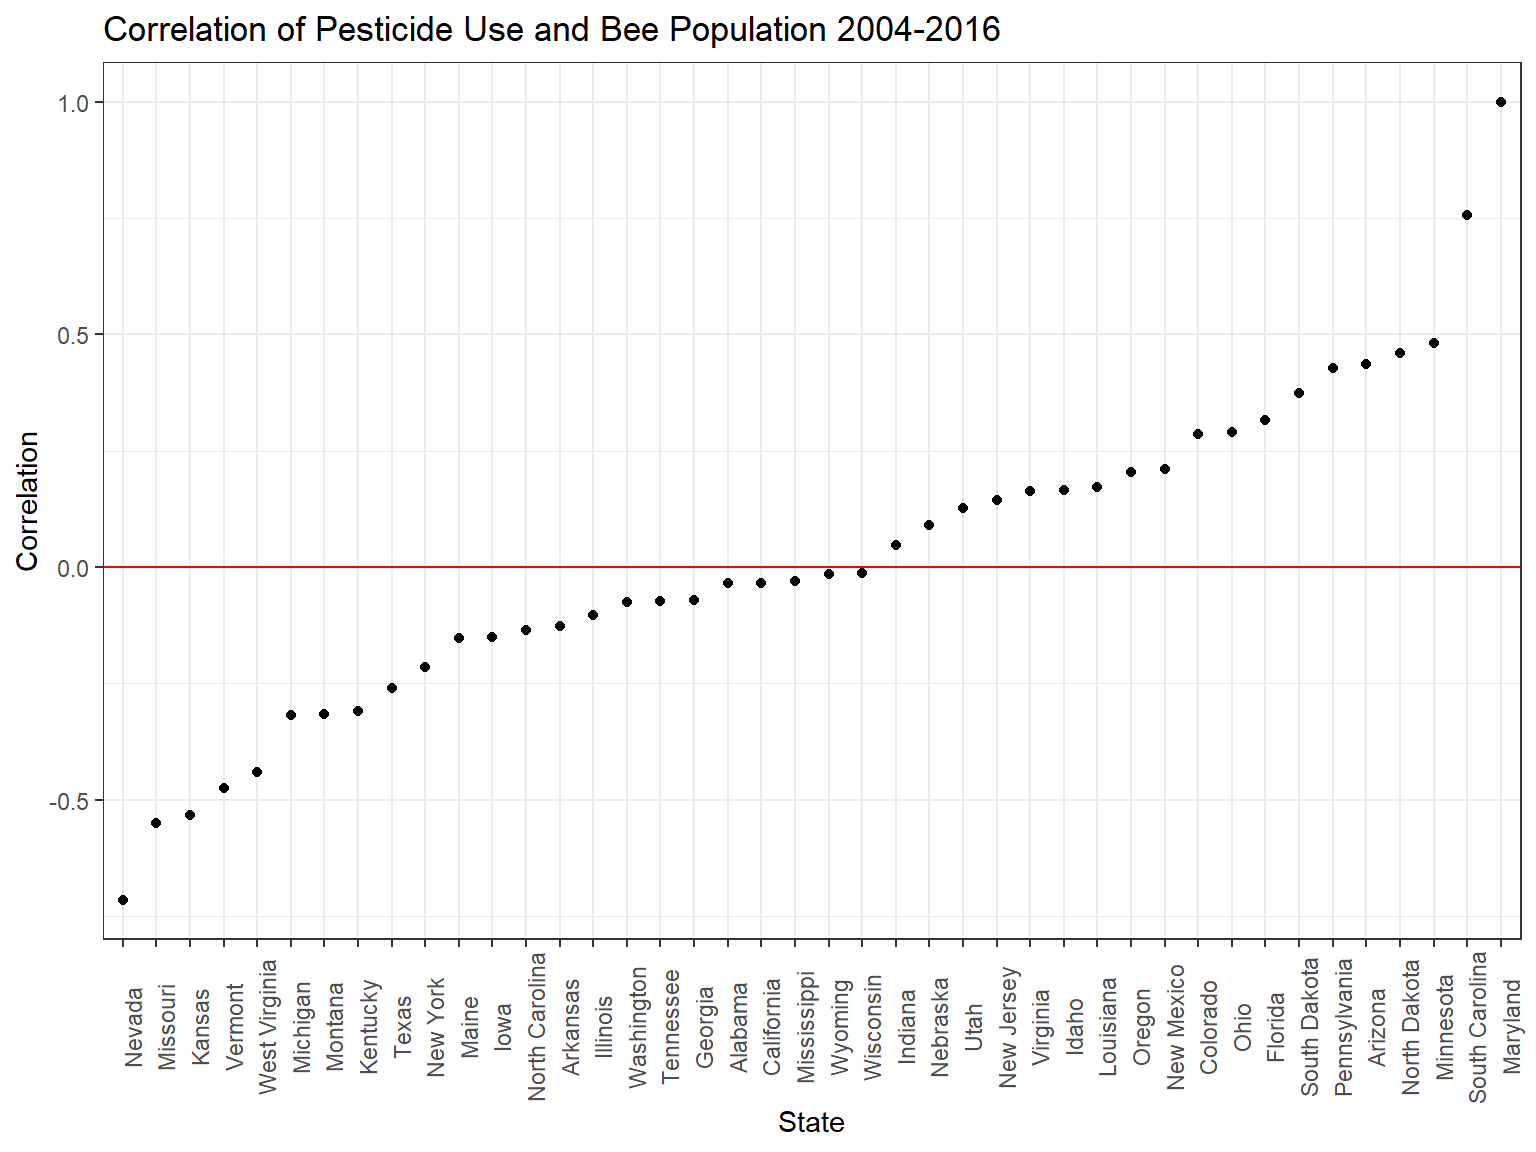 Correlation of Pesticide Use and Bee Population 2004-2016
Correlation
1.0
0.5
0.0
-0.5
Nevada
Missouri
Kansas
Vermont
West Virginia
Michigan
Montana
Kentucky
Texas
New York
Maine
Iowa
North Carolina
Arkansas
Illinois
Washington
Tennessee
Georgia
Alabama
California
Mississippi
Wyoming
Wisconsin
Indiana
Nebraska
Utah
New Jersey
Virginia
Idaho
Louisiana
Oregon
New Mexico
Colorado
Ohio
Florida
South Dakota
Pennsylvania
Arizona
North Dakota
Minnesota
South Carolina
Maryland
State